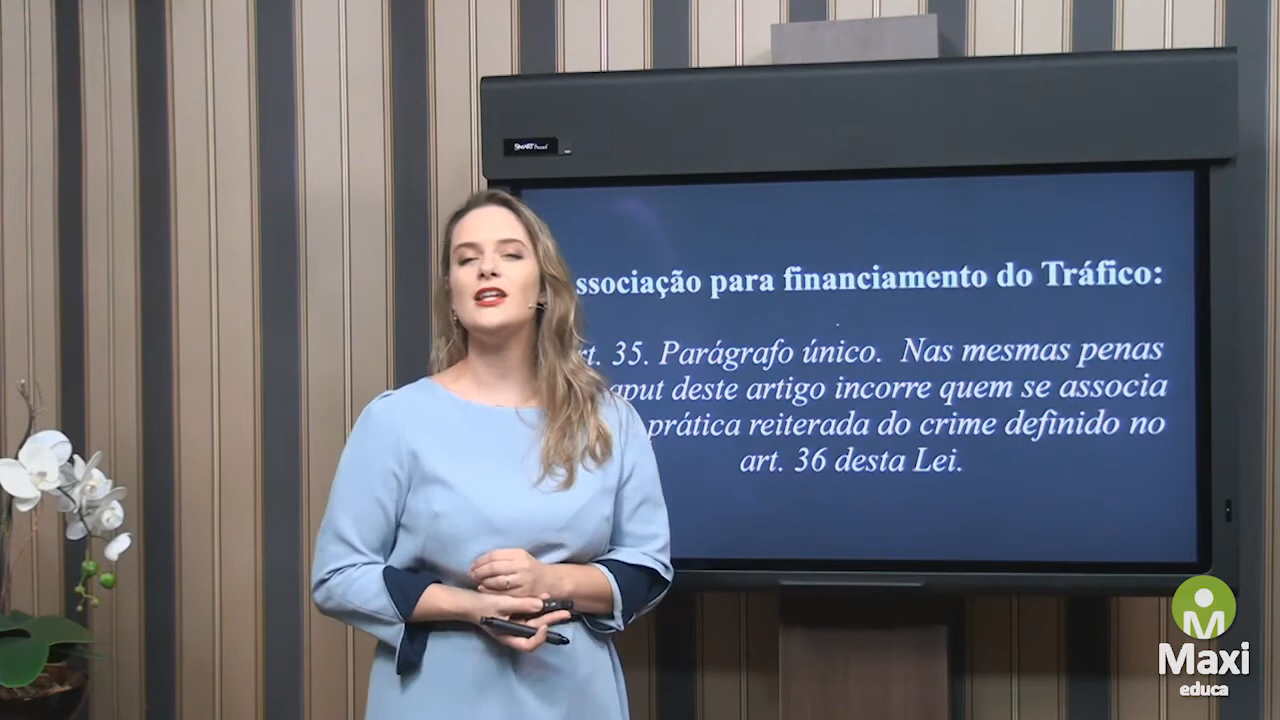 SMART Board
ssociação para financiamento do Tráfico:
rt. 35. Parágrafo único. Nas mesmas penas
aput deste artigo incorre quem se associa
prática reiterada do crime definido no
art. 36 desta Lei.
Maxi
educa